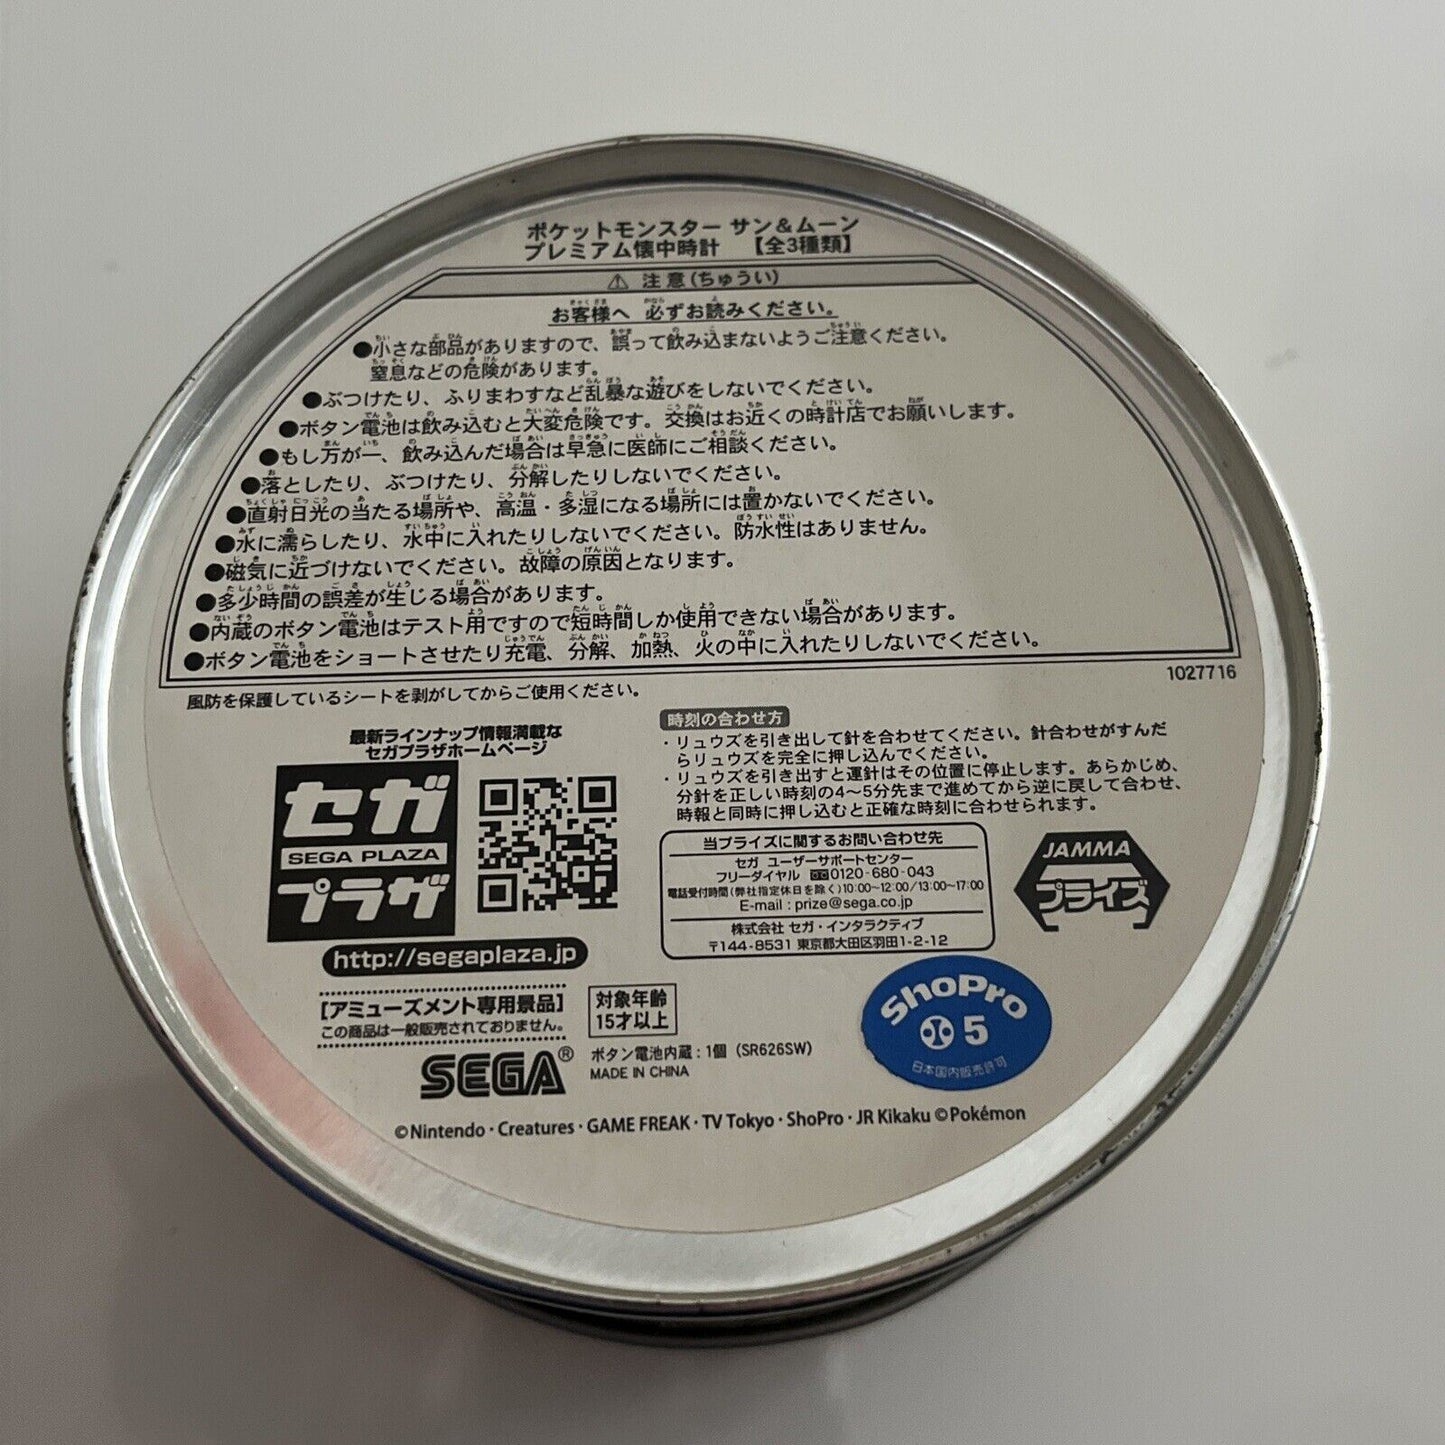 ポケットモンスター サン&ムーン
プレミアム懐中時計 【全3種類】
⚠ 注意(ちゅうい)
お客様へ 必ずお読みください。
●小さな部品がありますので、誤って飲み込まないようご注意ください。
窒息などの危険があります。
●ぶつけたり、ふりまわすなど乱暴な遊びをしないでください。
●ボタン電池は飲み込むと大変危険です。交換はお近くの時計店でお願いします。
●もし万が一、飲み込んだ場合は早急に医師にご相談ください。
●落としたり、ぶつけたり、分解したりしないでください。
●直射日光の当たる場所や、高温・多湿になる場所には置かないでください。
●水に濡らしたり、水中に入れたりしないでください。防水性はありません。
●磁気に近づけないでください。故障の原因となります。
●多少時間の誤差が生じる場合があります。
●内蔵のボタン電池はテスト用ですので短時間しか使用できない場合があります。
●ボタン電池をショートさせたり充電、分解、加熱、火の中に入れたりしないでください。
1027716
風防を保護しているシートを剥がしてからご使用ください。
最新ラインナップ情報満載な
セガプラザホームページ
セガ
SEGA PLAZA
プラザ
http://segaplaza.jp
時刻の合わせ方
・リュウズを引き出して針を合わせてください。針合わせがすんだ
らリュウズを完全に押し込んでください。
・リュウズを引き出すと運針はその位置に停止します。あらかじめ、
分針を正しい時刻の4〜5分先まで進めてから逆に戻して合わせ、
時報と同時に押し込むと正確な時刻に合わせられます。
当プライズに関するお問い合わせ先
セガ ユーザーサポートセンター
フリーダイヤル 0120-680-043
電話受付時間(弊社指定休日を除く)10:00〜12:00/13:00〜17:00
E-mail : prize@sega.co.jp
株式会社 セガ・インタラクティブ
〒144-8531 東京都大田区羽田1-2-12
JAMMA
プライズ
[アミューズメント専用景品]
この商品は一般販売されておりません。
対象年齢
15才以上
SEGA®
ボタン電池内蔵:1個(SR626SW)
MADE IN CHINA
ShoPro
5
日本国内販売許可
©Nintendo・Creatures・GAME FREAK・TV Tokyo・ShoPro・JR Kikaku ©Pokémon